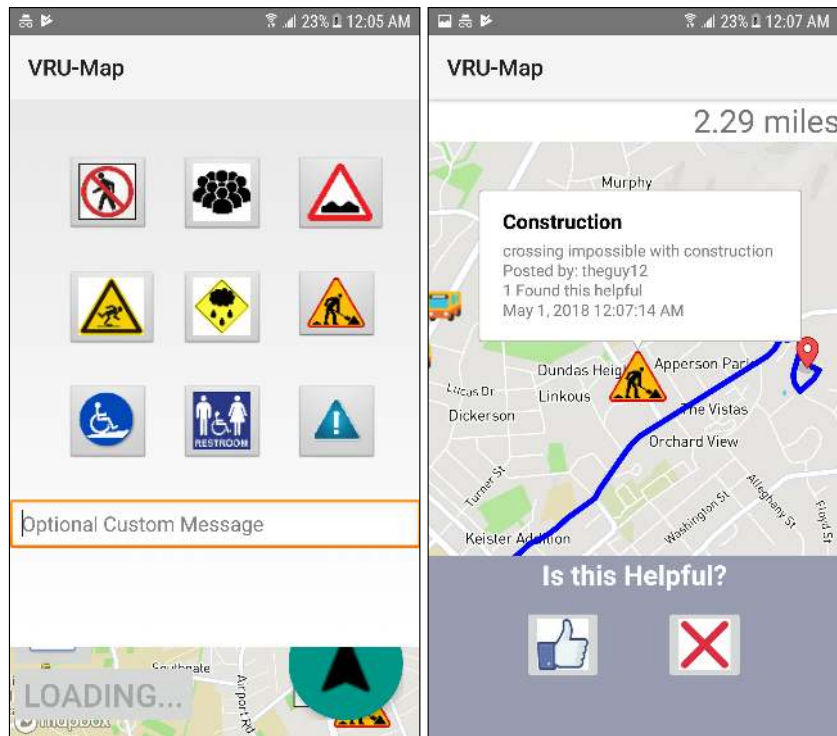 23% 12:05 AM
VRU-Map
RESTROOM
Optional Custom Message
Southgate
Airport Rd
LOADING...
mapbox
23% 12:07 AM
VRU-Map
2.29 miles
Murphy
Construction
crossing impossible with construction
Posted by: theguy12
1 Found this helpful
May 1, 2018 12:07:14 AM
Dundas Heig
Apperson Park
Lucas Dr
Linkous
Dickerson
The Vistas
Orchard View
Turner St
Washington St
Alleghany St
Floyd St
Keister Addition
Is this Helpful?